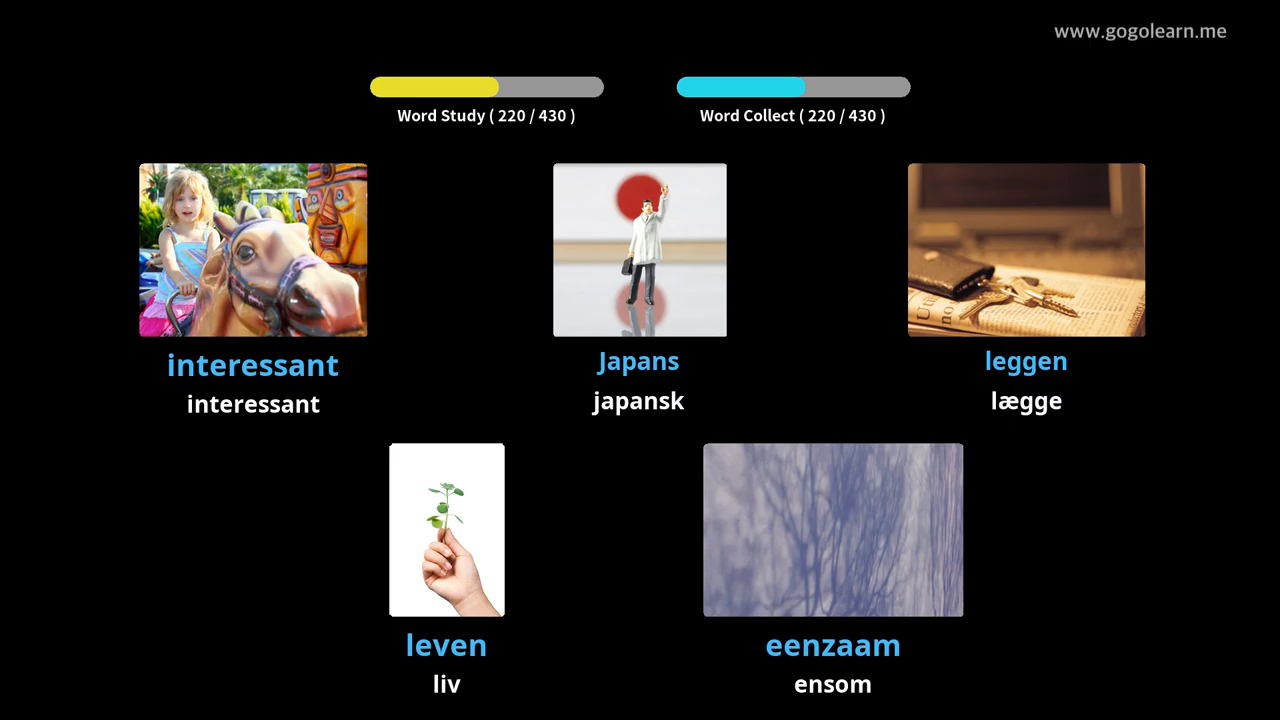 www.gogolearn.me
Word Study ( 220 / 430 )
Word Collect ( 220 / 430 )
interessant
interessant
Japans
japansk
leggen
lægge
leven
liv
eenzaam
ensom